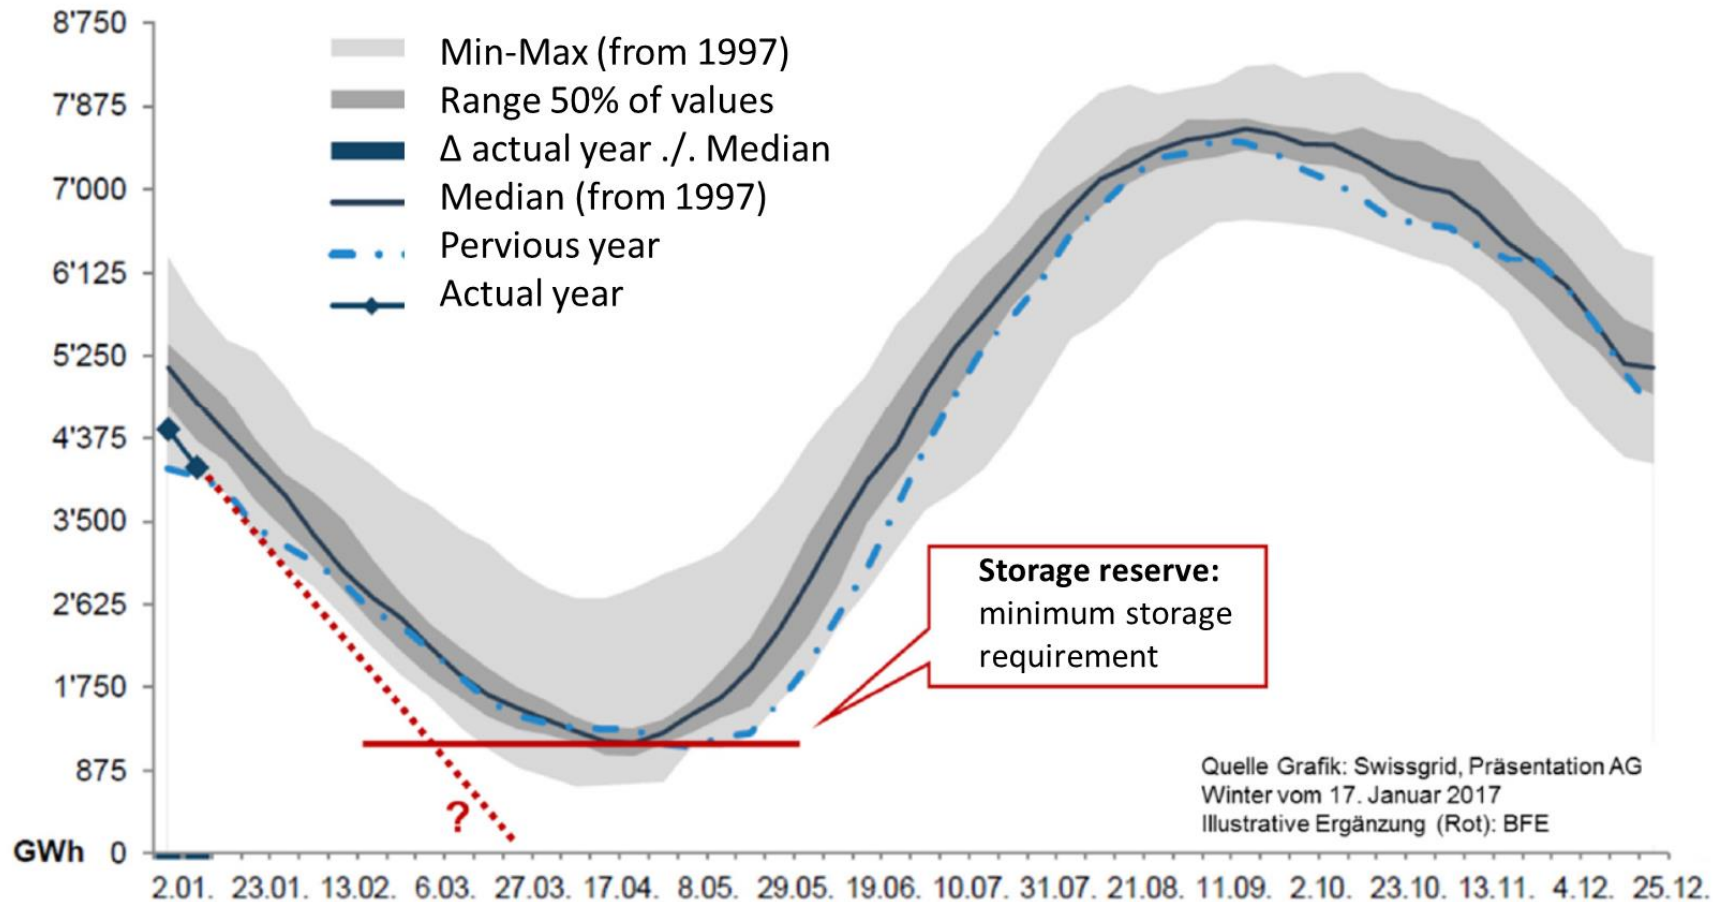 8'750
7'875
7'000
6'125
5'250
4'375
3'500
2'625
1'750
875
GWh 0
Min-Max (from 1997)
Range 50% of values
Δ actual year ./. Median
Median (from 1997)
Pervious year
Actual year
Storage reserve:
minimum storage
requirement
?
Quelle Grafik: Swissgrid, Präsentation AG
Winter vom 17. Januar 2017
Illustrative Ergänzung (Rot): BFE
2.01. 23.01. 13.02. 6.03. 27.03. 17.04. 8.05. 29.05. 19.06. 10.07. 31.07. 21.08. 11.09. 2.10. 23.10. 13.11. 4.12. 25.12.